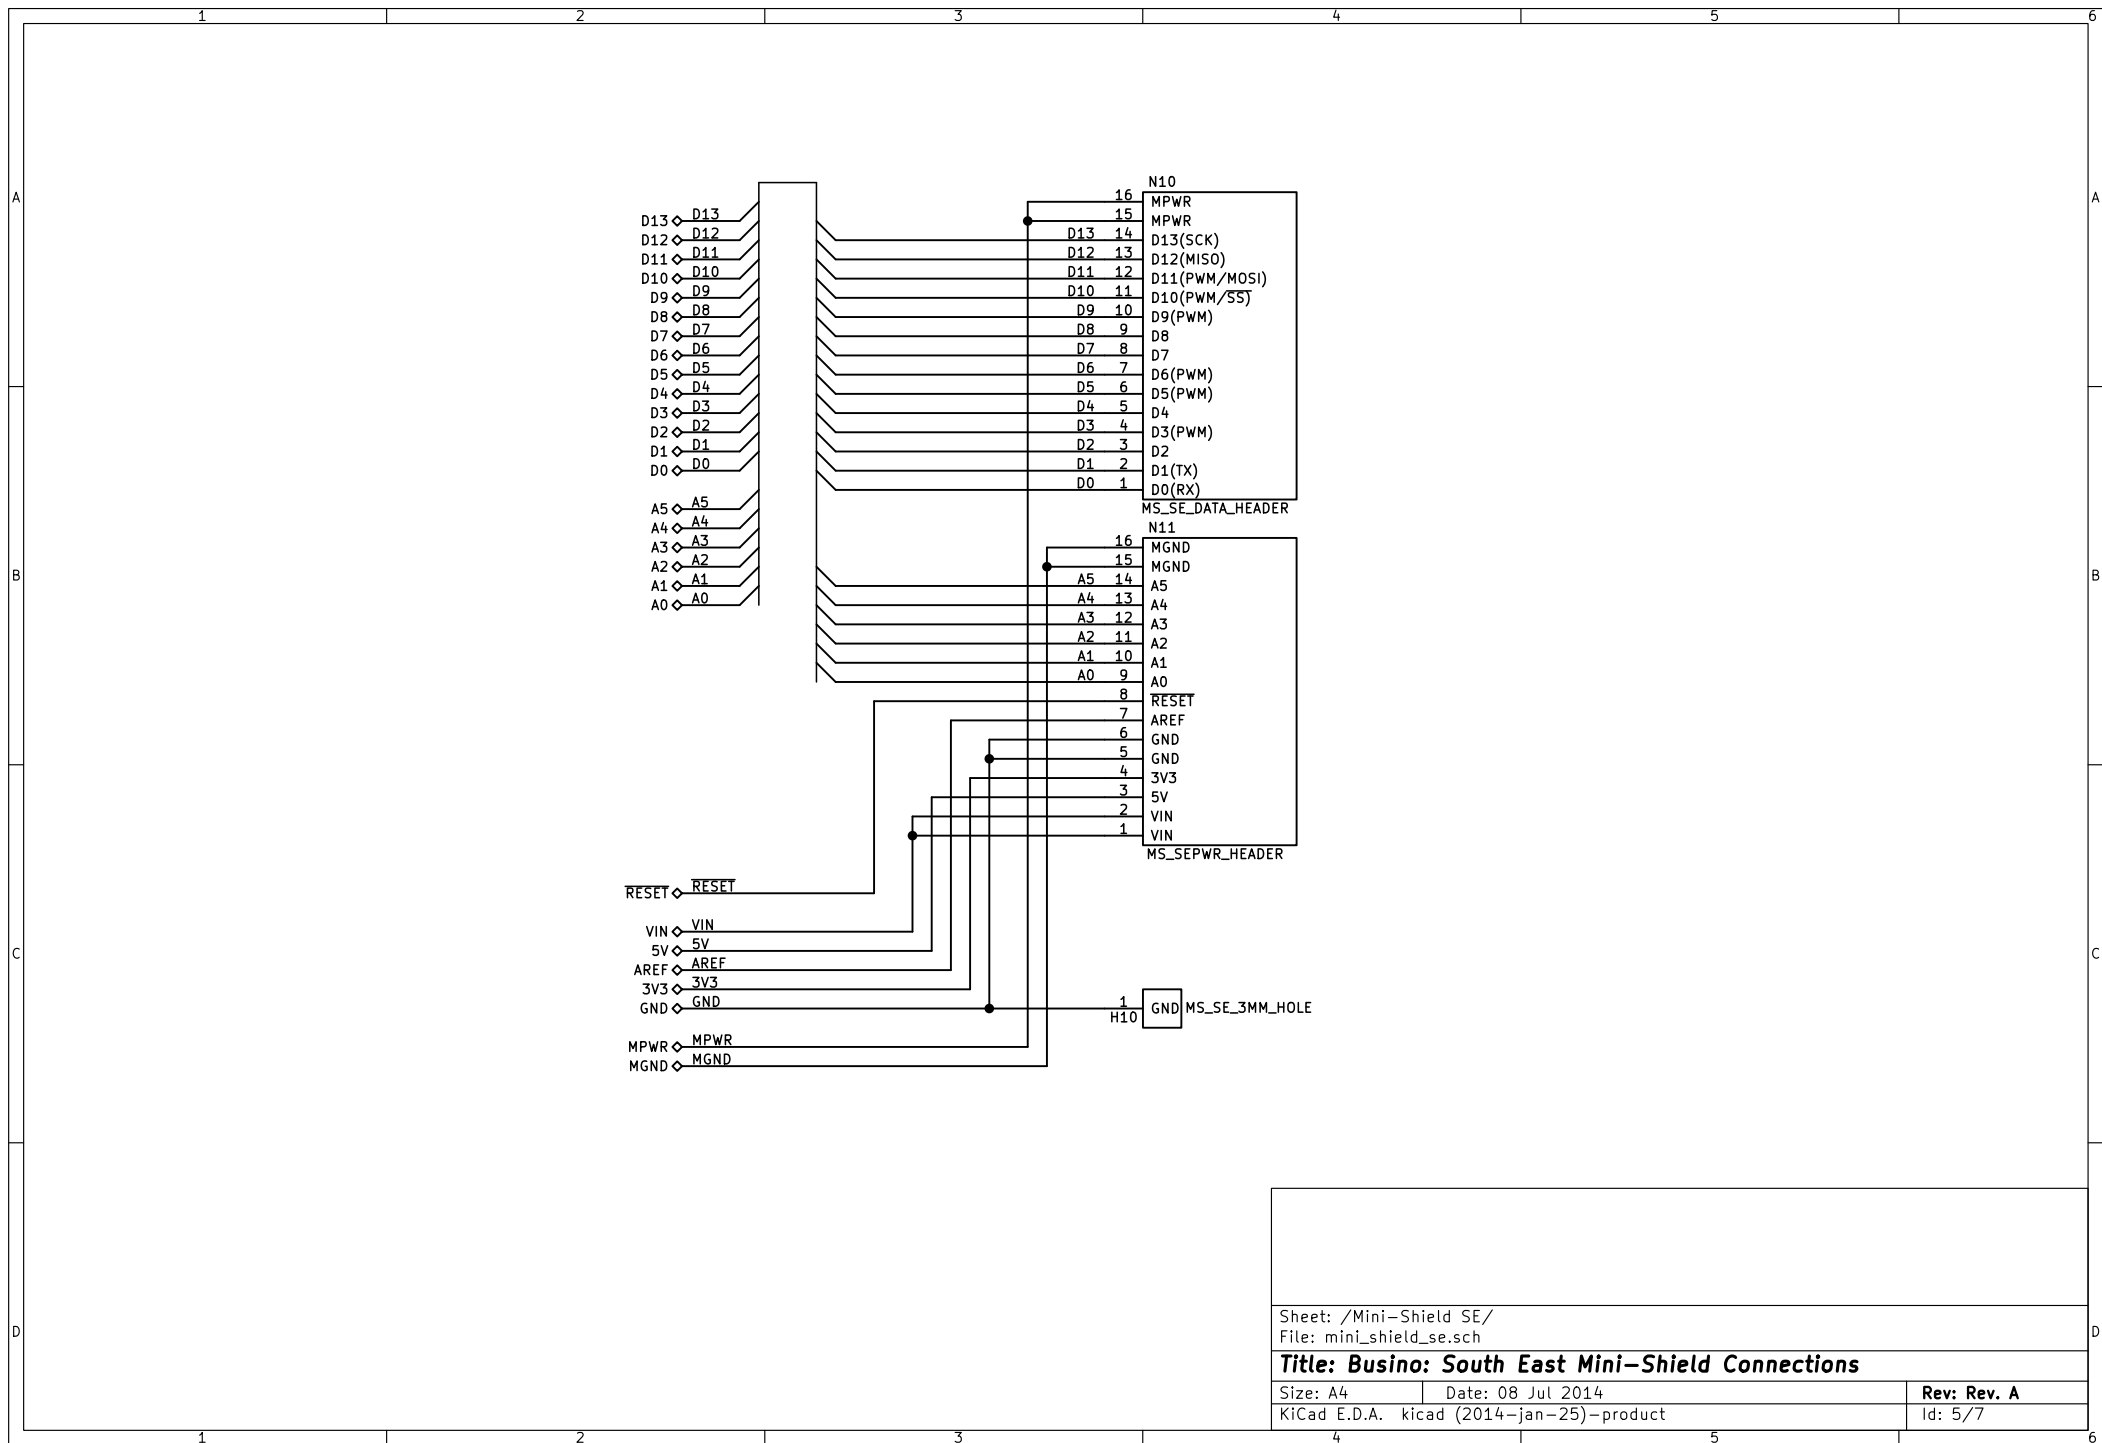 1 2 3 4 5 6
A A
B B
C C
D D
D13 D13
D12 D12
D11 D11
D10 D10
D9 D9
D8 D8
D7 D7
D6 D6
D5 D5
D4 D4
D3 D3
D2 D2
D1 D1
D0 D0
A5 A5
A4 A4
A3 A3
A2 A2
A1 A1
A0 A0
RESET RESET
VIN VIN
5V 5V
AREF AREF
3V3 3V3
GND GND
MPWR MPWR
MGND MGND
N10
16 MPWR
15 MPWR
D13 14 D13(SCK)
D12 13 D12(MISO)
D11 12 D11(PWM/MOSI)
D10 11 D10(PWM/SS)
D9 10 D9(PWM)
D8 9 D8
D7 8 D7
D6 7 D6(PWM)
D5 6 D5(PWM)
D4 5 D4
D3 4 D3(PWM)
D2 3 D2
D1 2 D1(TX)
D0 1 D0(RX)
MS_SE_DATA_HEADER
N11
16 MGND
15 MGND
A5 14 A5
A4 13 A4
A3 12 A3
A2 11 A2
A1 10 A1
A0 9 A0
8 RESET
7 AREF
6 GND
5 GND
4 3V3
3 5V
2 VIN
1 VIN
MS_SEPWR_HEADER
1 GND MS_SE_3MM_HOLE
H10
Sheet: /Mini-Shield SE/
File: mini_shield_se.sch
Title: Busino: South East Mini-Shield Connections
Size: A4 Date: 08 Jul 2014 Rev: Rev. A
KiCad E.D.A. kicad (2014-jan-25)-product Id: 5/7
1 2 3 4 5 6